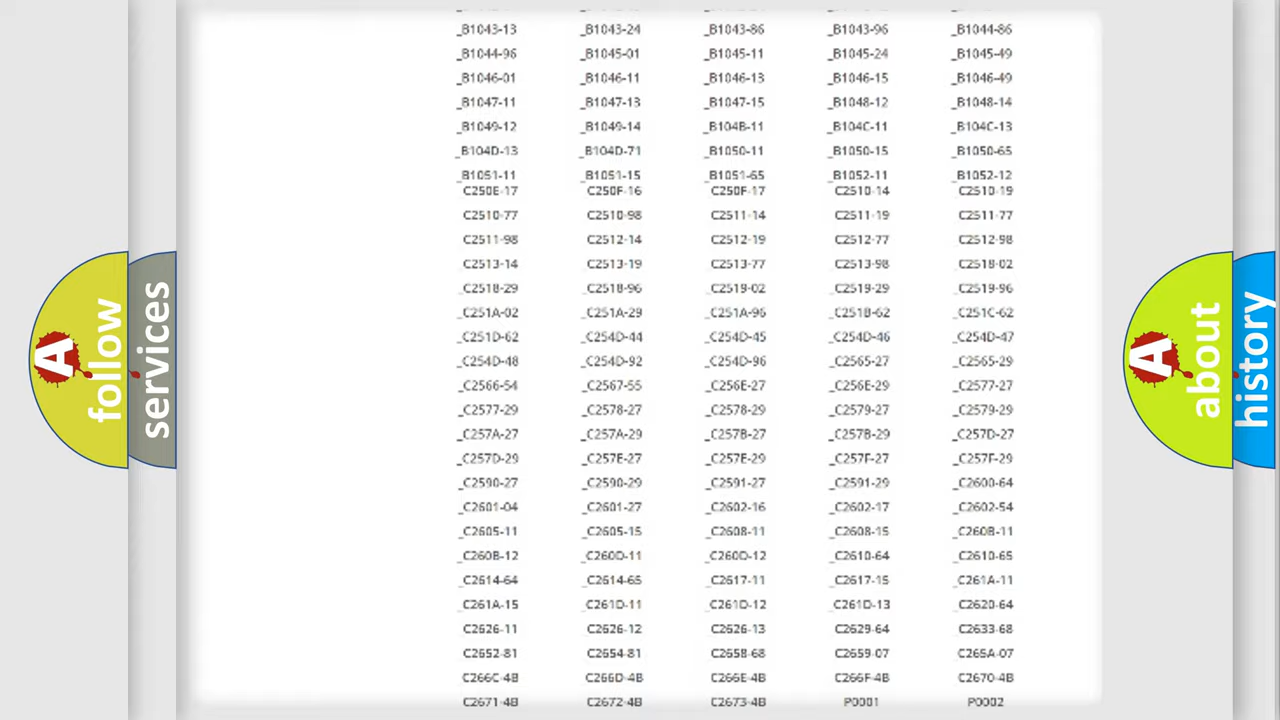 _B1043-13 _B1043-24 _B1043-86 _B1043-96 _B1044-86
_B1044-96 _B1045-01 _B1045-11 _B1045-24 _B1045-49
_B1046-01 _B1046-11 _B1046-13 _B1046-15 _B1046-49
_B1047-11 _B1047-13 _B1047-15 _B1048-12 _B1048-14
_B1049-12 _B1049-14 _B104B-11 _B104C-11 _B104C-13
_B104D-13 _B104D-71 _B1050-11 _B1050-15 _B1050-65
_B1051-11 _B1051-15 _B1051-65 _B1052-11 _B1052-12
C250E-17 C250F-16 C250F-17 C2510-14 C2510-19
C2510-77 C2510-98 C2511-14 C2511-19 C2511-77
C2511-98 C2512-14 C2512-19 C2512-77 C2512-98
C2513-14 C2513-19 C2513-77 C2513-98 C2518-02
_C2518-29 _C2518-96 _C2519-02 _C2519-29 _C2519-96
_C251A-02 _C251A-29 _C251A-96 _C251B-62 _C251C-62
_C251D-62 _C254D-44 _C254D-45 _C254D-46 _C254D-47
_C254D-48 _C254D-92 _C254D-96 _C2565-27 _C2565-29
_C2566-54 _C2567-55 _C256E-27 _C256E-29 _C2577-27
_C2577-29 _C2578-27 _C2578-29 _C2579-27 _C2579-29
_C257A-27 _C257A-29 _C257B-27 _C257B-29 _C257D-27
_C257D-29 _C257E-27 _C257E-29 _C257F-27 _C257F-29
_C2590-27 _C2590-29 _C2591-27 _C2591-29 _C2600-64
_C2601-04 _C2601-27 _C2602-16 _C2602-17 _C2602-54
_C2605-11 _C2605-15 _C2608-11 _C2608-15 _C260B-11
_C260B-12 _C260D-11 _C260D-12 _C2610-64 _C2610-65
_C2614-64 _C2614-65 _C2617-11 _C2617-15 _C261A-11
_C261A-15 _C261D-11 _C261D-12 _C261D-13 _C2620-64
C2626-11 C2626-12 C2626-13 C2629-64 C2633-68
C2652-81 C2654-81 C2658-68 C2659-07 C265A-07
C266C-4B C266D-4B C266E-4B C266F-4B C2670-4B
C2671-4B C2672-4B C2673-4B P0001 P0002
A follow
services
A about
history